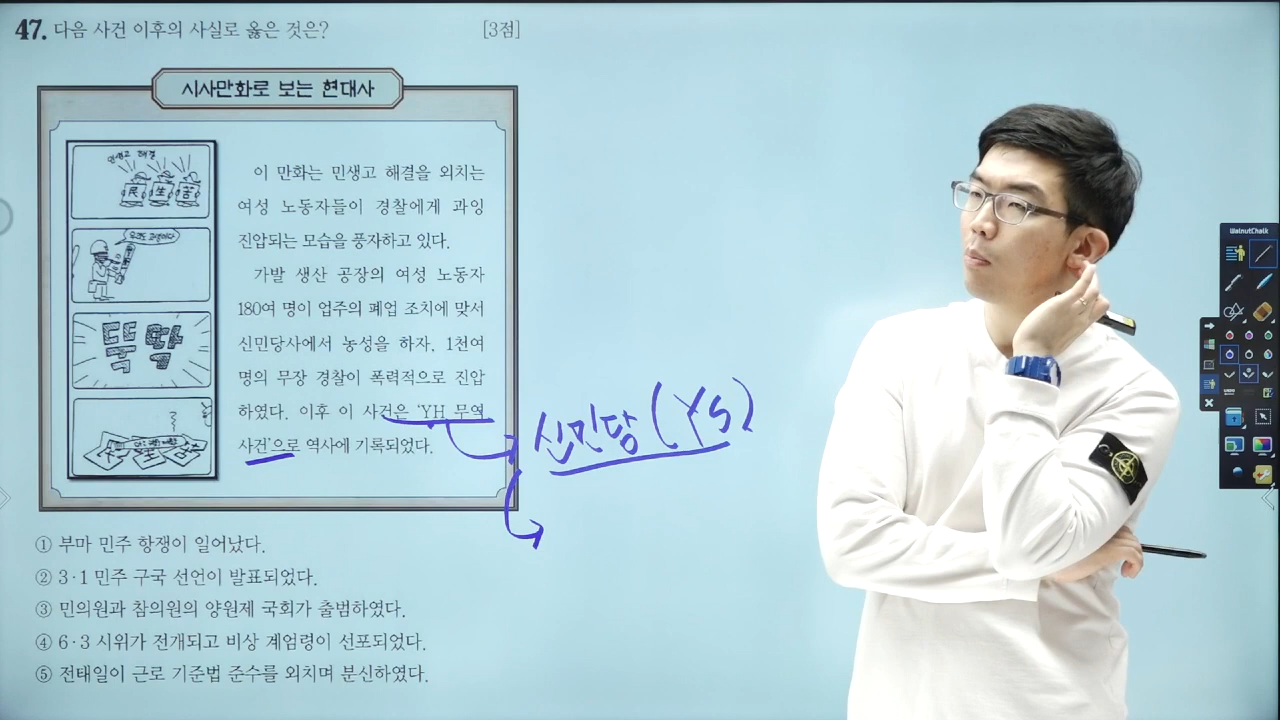 47. 다음 사건 이후의 사실로 옳은 것은? [3점]
시사만화로 보는 현대사
민생고 해결
民 生 苦
이 만화는 민생고 해결을 외치는
여성 노동자들이 경찰에게 과잉
진압되는 모습을 풍자하고 있다.
가발 생산 공장의 여성 노동자
180여 명이 업주의 폐업 조치에 맞서
신민당사에서 농성을 하자, 1천여
명의 무장 경찰이 폭력적으로 진압
하였다. 이후 이 사건은 'YH 무역
사건'으로 역사에 기록되었다.
신민당 (YS)
① 부마 민주 항쟁이 일어났다.
② 3·1 민주 구국 선언이 발표되었다.
③ 민의원과 참의원의 양원제 국회가 출범하였다.
④ 6·3 시위가 전개되고 비상 계엄령이 선포되었다.
⑤ 전태일이 근로 기준법 준수를 외치며 분신하였다.
WalnutChalk